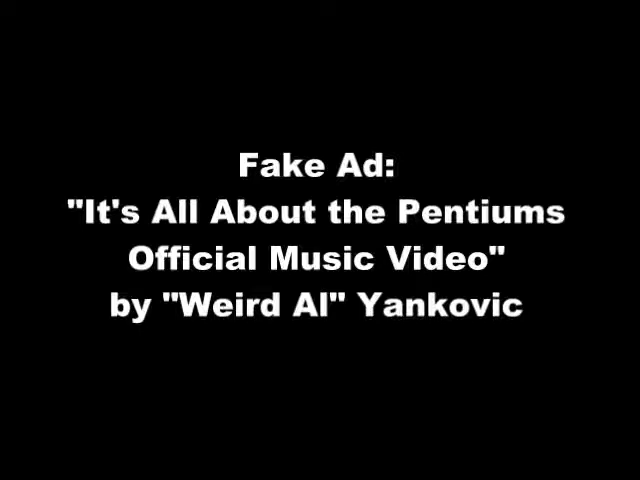 Fake Ad:
"It's All About the Pentiums
Official Music Video"
by "Weird Al" Yankovic